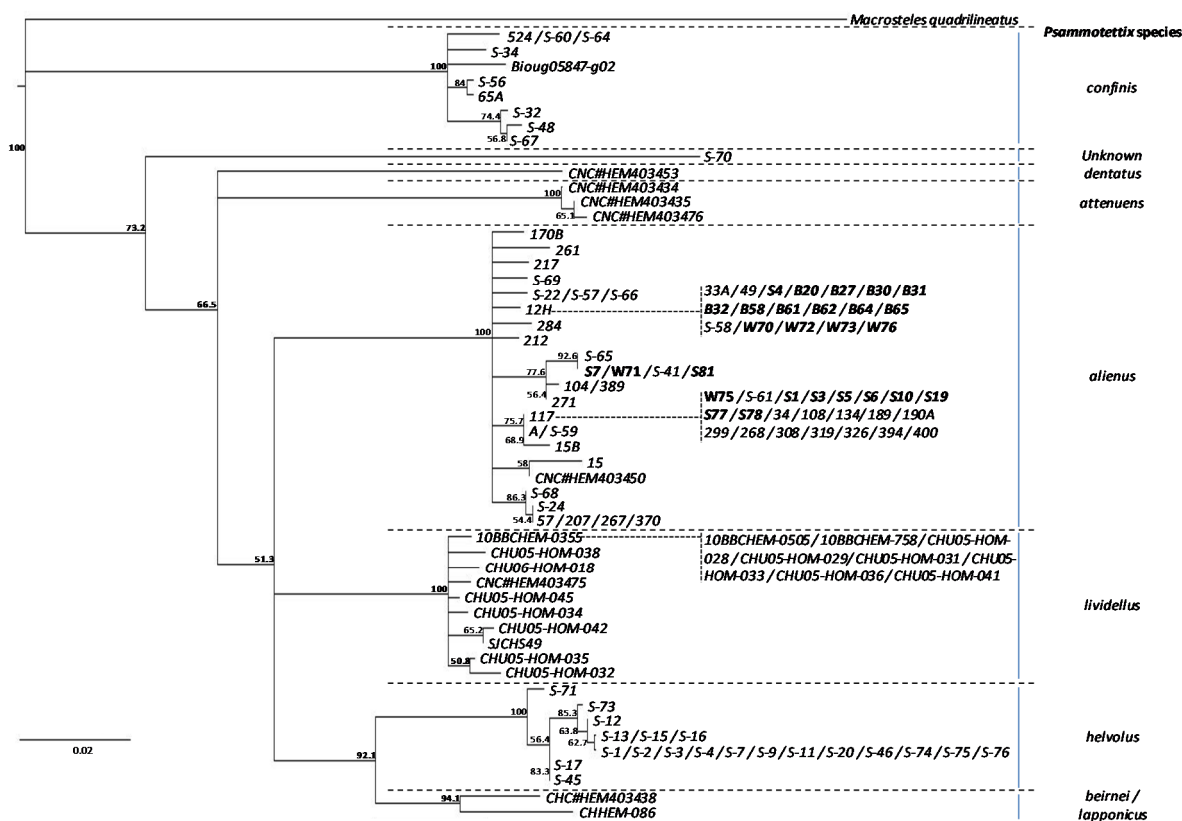 Macrosteles quadrilineatus
Psammotettix species
524 / S-60 / S-64
S-34
100
Bioug05847-g02
84
S-56
65A
confinis
S-32
74.4
S-48
56.8
S-67
100
S-70
Unknown
CNC#HEM403453
dentatus
CNC#HEM403434
100
CNC#HEM403435
65.1
CNC#HEM403476
attenuens
73.2
170B
261
217
S-69
S-22 / S-57 / S-66
12H
33A / 49 / S4 / B20 / B27 / B30 / B31
B32 / B58 / B61 / B62 / B64 / B65
S-58 / W70 / W72 / W73 / W76
66.5
284
100
212
92.6
S-65
77.6
S7 / W71 / S-41 / S81
104 / 389
56.4
271
alienus
W75 / S-61 / S1 / S3 / S5 / S6 / S10 / S19
S77 / S78 / 34 / 108 / 134 / 189 / 190A
299 / 268 / 308 / 319 / 326 / 394 / 400
117
75.7
A / S-59
68.9
15B
58
15
CNC#HEM403450
86.3
S-68
S-24
54.4
57 / 207 / 267 / 370
51.3
10BBCHEM-0355
10BBCHEM-0505 / 10BBCHEM-758 / CHU05-HOM-
028 / CHU05-HOM-029/ CHU05-HOM-031 / CHU05-
HOM-033 / CHU05-HOM-036 / CHU05-HOM-041
CHU05-HOM-038
CHU06-HOM-018
100
CNC#HEM403475
CHU05-HOM-045
CHU05-HOM-034
lividellus
65.2
CHU05-HOM-042
SJCHS49
50.8
CHU05-HOM-035
CHU05-HOM-032
S-71
100
85.3
S-73
63.8
S-12
62.7
S-13 / S-15 / S-16
S-1 / S-2 / S-3 / S-4 / S-7 / S-9 / S-11 / S-20 / S-46 / S-74 / S-75 / S-76
56.4
helvolus
83.3
S-17
S-45
0.02
92.1
94.1
CHC#HEM403438
CHHEM-086
beirnei /
lapponicus